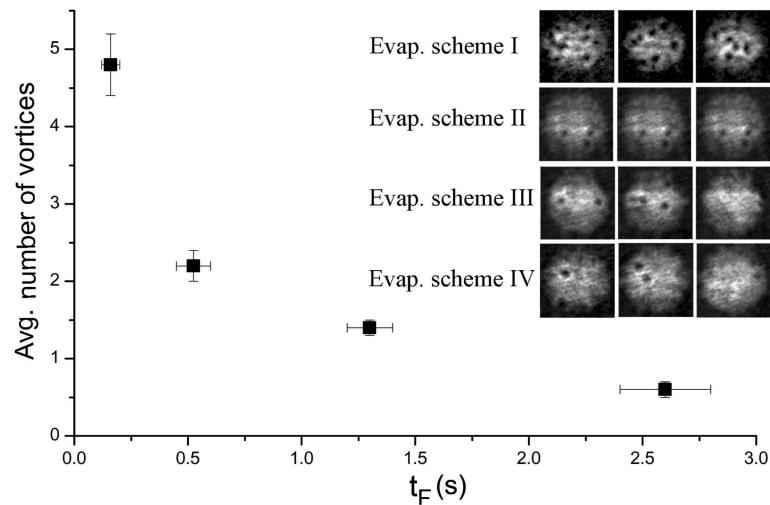 Avg. number of vortices
5
4
3
2
1
0
Evap. scheme I
Evap. scheme II
Evap. scheme III
Evap. scheme IV
0.0 0.5 1.0 1.5 2.0 2.5 3.0
t_F (s)